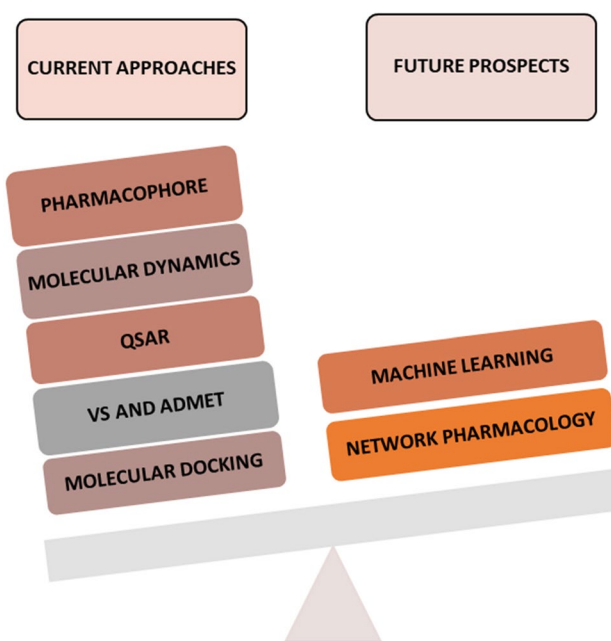 CURRENT APPROACHES
FUTURE PROSPECTS
PHARMACOPHORE
MOLECULAR DYNAMICS
QSAR
VS AND ADMET
MOLECULAR DOCKING
MACHINE LEARNING
NETWORK PHARMACOLOGY